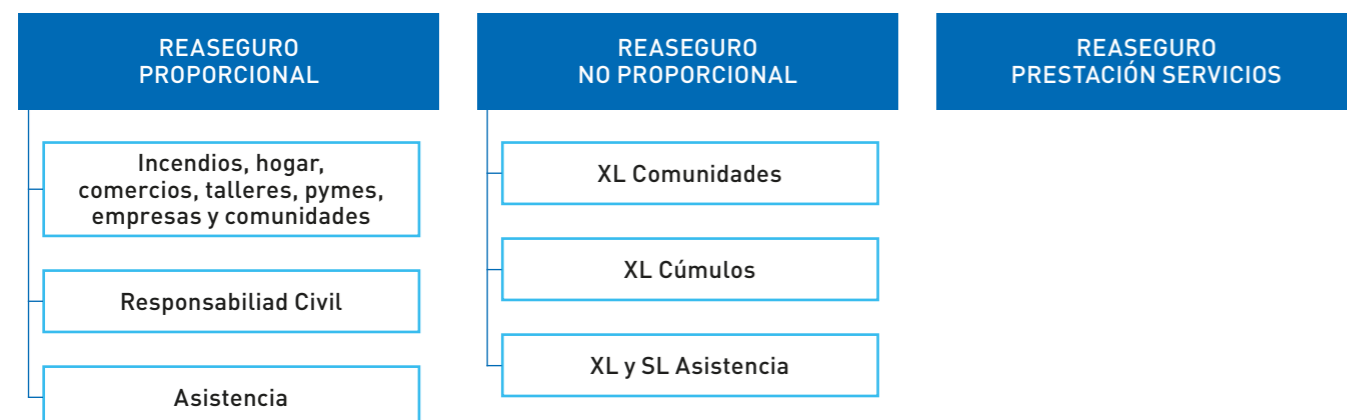 REASEGURO
PROPORCIONAL
Incendios, hogar,
comercios, talleres, pymes,
empresas y comunidades
Responsabiliad Civil
Asistencia
REASEGURO
NO PROPORCIONAL
XL Comunidades
XL Cúmulos
XL y SL Asistencia
REASEGURO
PRESTACIÓN SERVICIOS